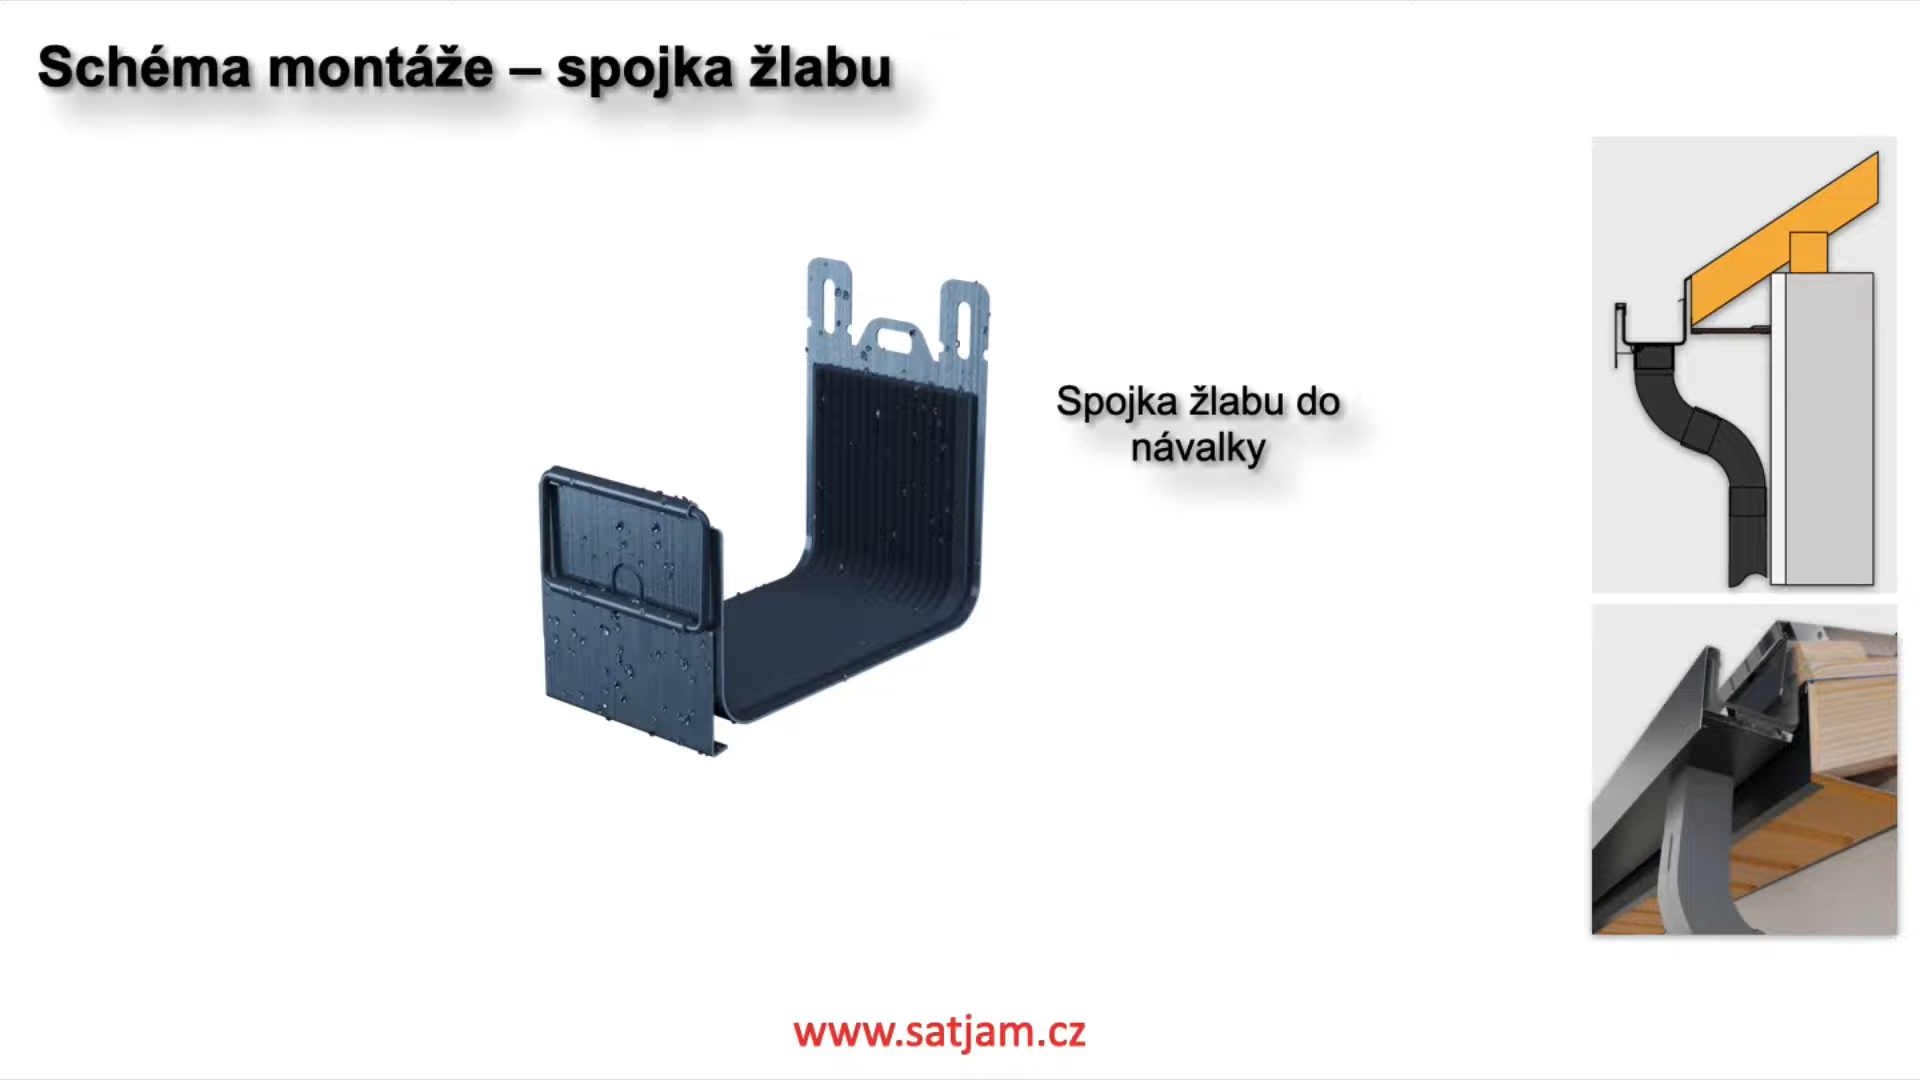 Schéma montáže – spojka žlabu
Spojka žlabu do
návalky
www.satjam.cz